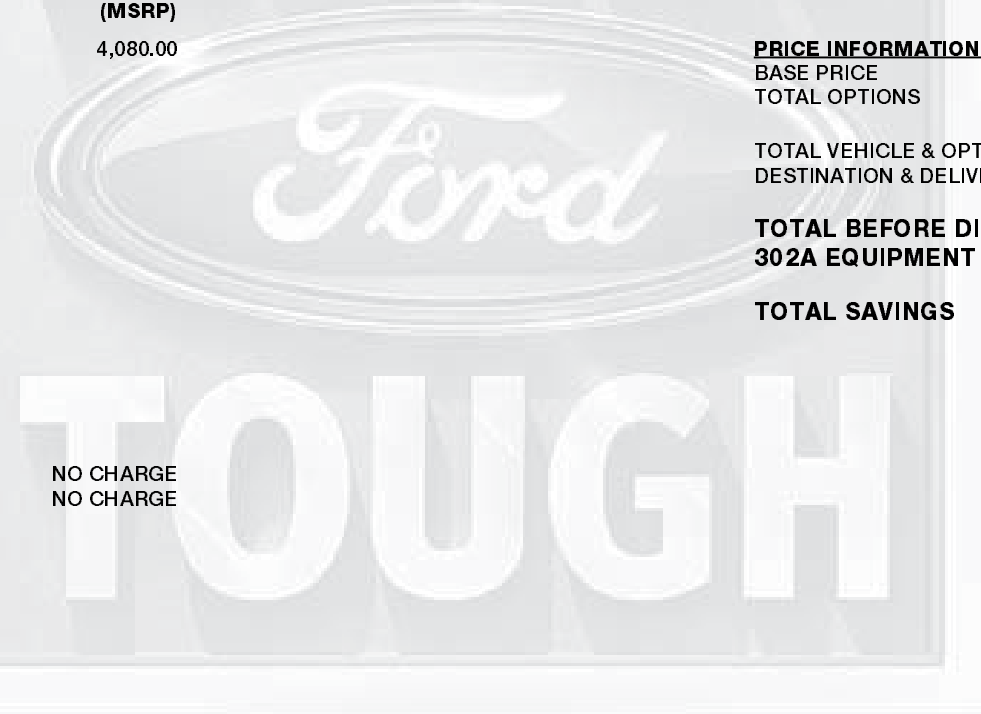 (MSRP)
4,080.00
PRICE INFORMATION
BASE PRICE
TOTAL OPTIONS
TOTAL VEHICLE & OPT
DESTINATION & DELIV
TOTAL BEFORE DI
302A EQUIPMENT
TOTAL SAVINGS
Ford
TOUGH
NO CHARGE
NO CHARGE